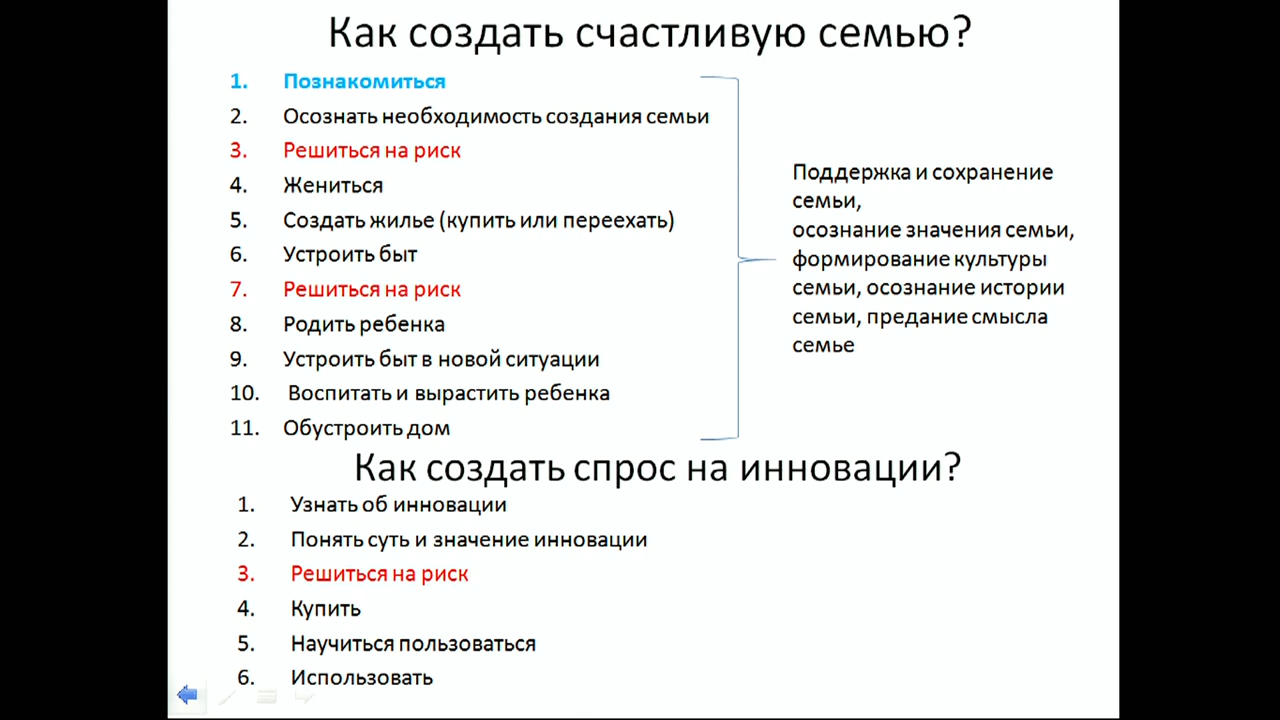 Как создать счастливую семью?
1. Познакомиться
2. Осознать необходимость создания семьи
3. Решиться на риск
4. Жениться
5. Создать жилье (купить или переехать)
6. Устроить быт
7. Решиться на риск
8. Родить ребенка
9. Устроить быт в новой ситуации
10. Воспитать и вырастить ребенка
11. Обустроить дом
Поддержка и сохранение
семьи,
осознание значения семьи,
формирование культуры
семьи, осознание истории
семьи, предание смысла
семье
Как создать спрос на инновации?
1. Узнать об инновации
2. Понять суть и значение инновации
3. Решиться на риск
4. Купить
5. Научиться пользоваться
6. Использовать